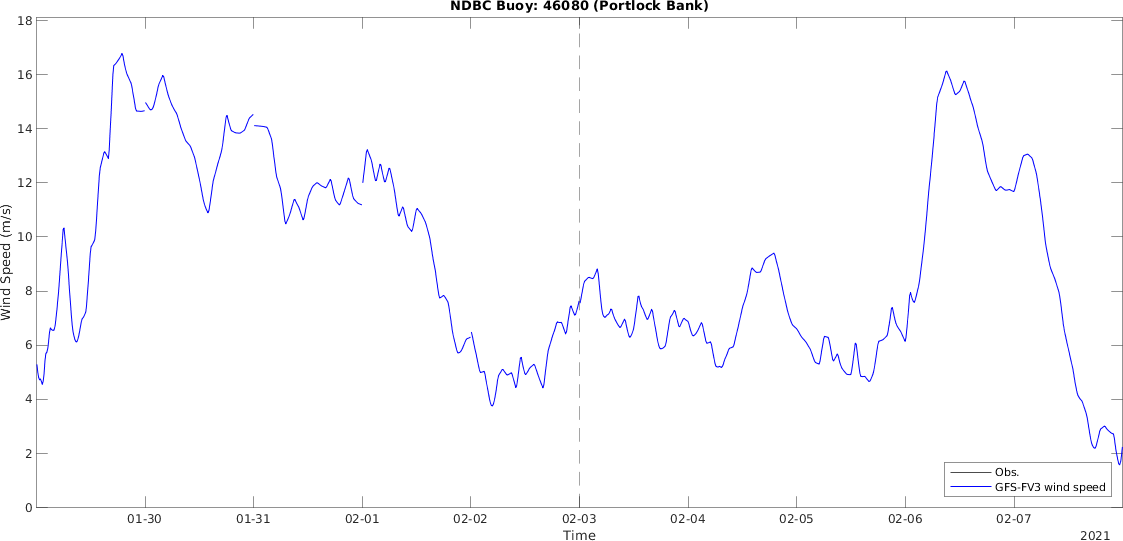 NDBC Buoy: 46080 (Portlock Bank)
18
16
14
12
10
8
6
4
2
0
Wind Speed (m/s)
01-30 01-31 02-01 02-02 02-03 02-04 02-05 02-06 02-07
Time
2021
Obs.
GFS-FV3 wind speed